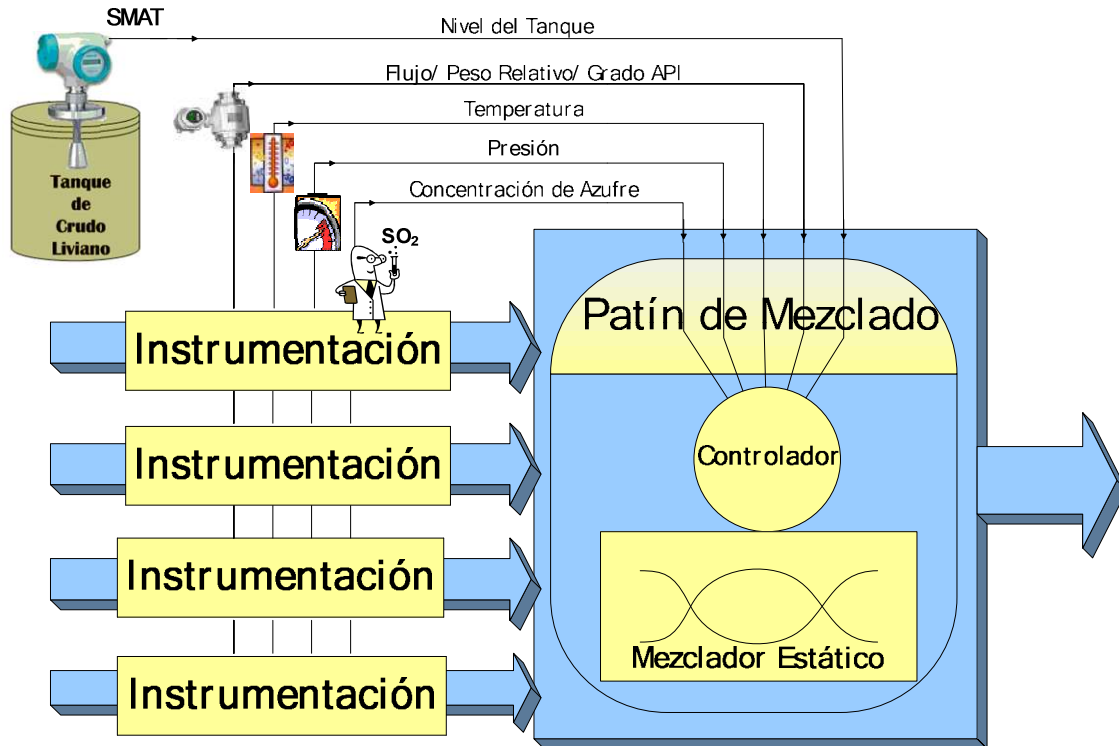 SMAT
Nivel del Tanque
Flujo/ Peso Relativo/ Grado API
Temperatura
Presión
Concentración de Azufre
Tanque
de
Crudo
Liviano
SO₂
Patín de Mezclado
Instrumentación
Controlador
Instrumentación
Instrumentación
Mezclador Estático
Instrumentación